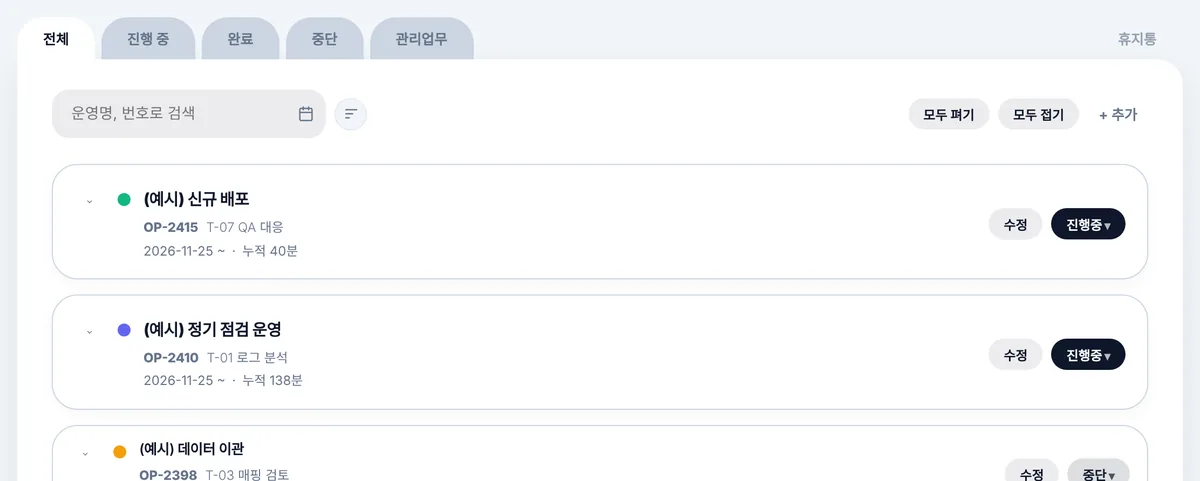 전체 진행 중 완료 중단 관리업무 휴지통
운영명, 번호로 검색 모두 펴기 모두 접기 + 추가
(예시) 신규 배포
OP-2415 T-07 QA 대응
2026-11-25 ~ · 누적 40분
수정 진행중▾
(예시) 정기 점검 운영
OP-2410 T-01 로그 분석
2026-11-25 ~ · 누적 138분
수정 진행중▾
(예시) 데이터 이관
OP-2398 T-03 매핑 검토
수정 중단▾